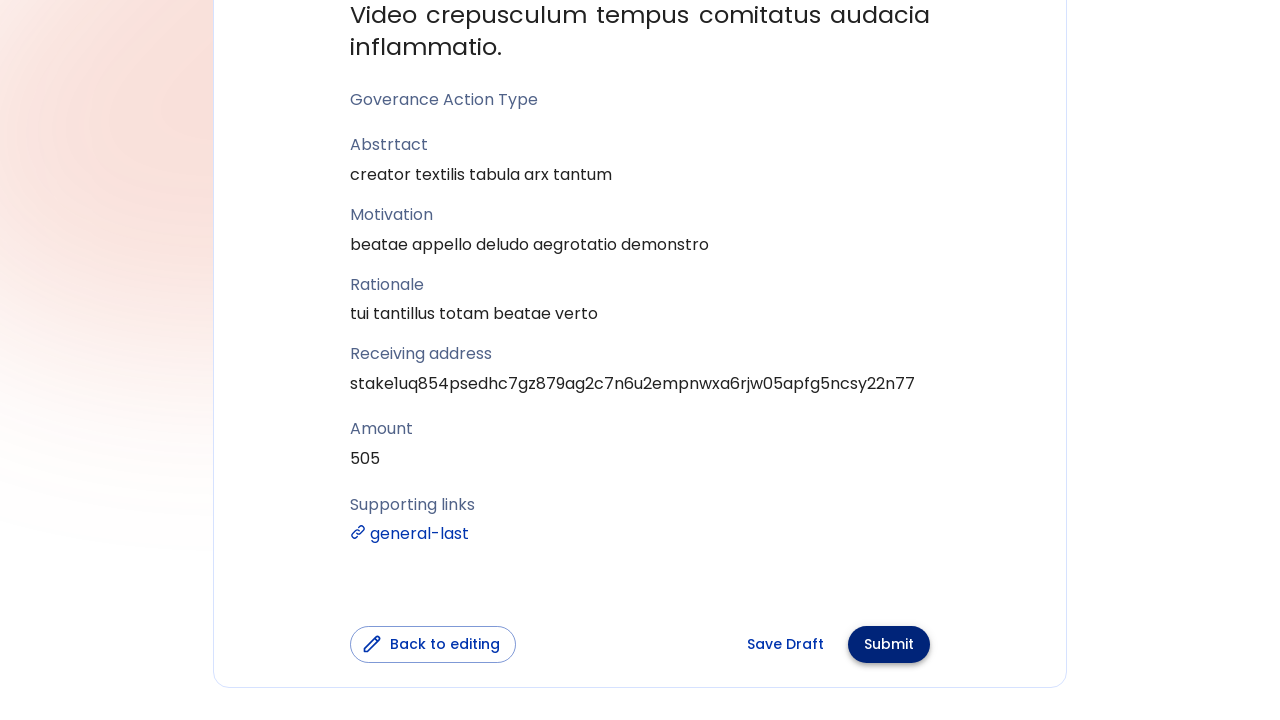 Video crepusculum tempus comitatus audacia
inflammatio.
Goverance Action Type
Abstrtact
creator textilis tabula arx tantum
Motivation
beatae appello deludo aegrotatio demonstro
Rationale
tui tantillus totam beatae verto
Receiving address
stake1uq854psedhc7gz879ag2c7n6u2empnwxa6rjw05apfg5ncsy22n77
Amount
505
Supporting links
general-last
Back to editing
Save Draft
Submit